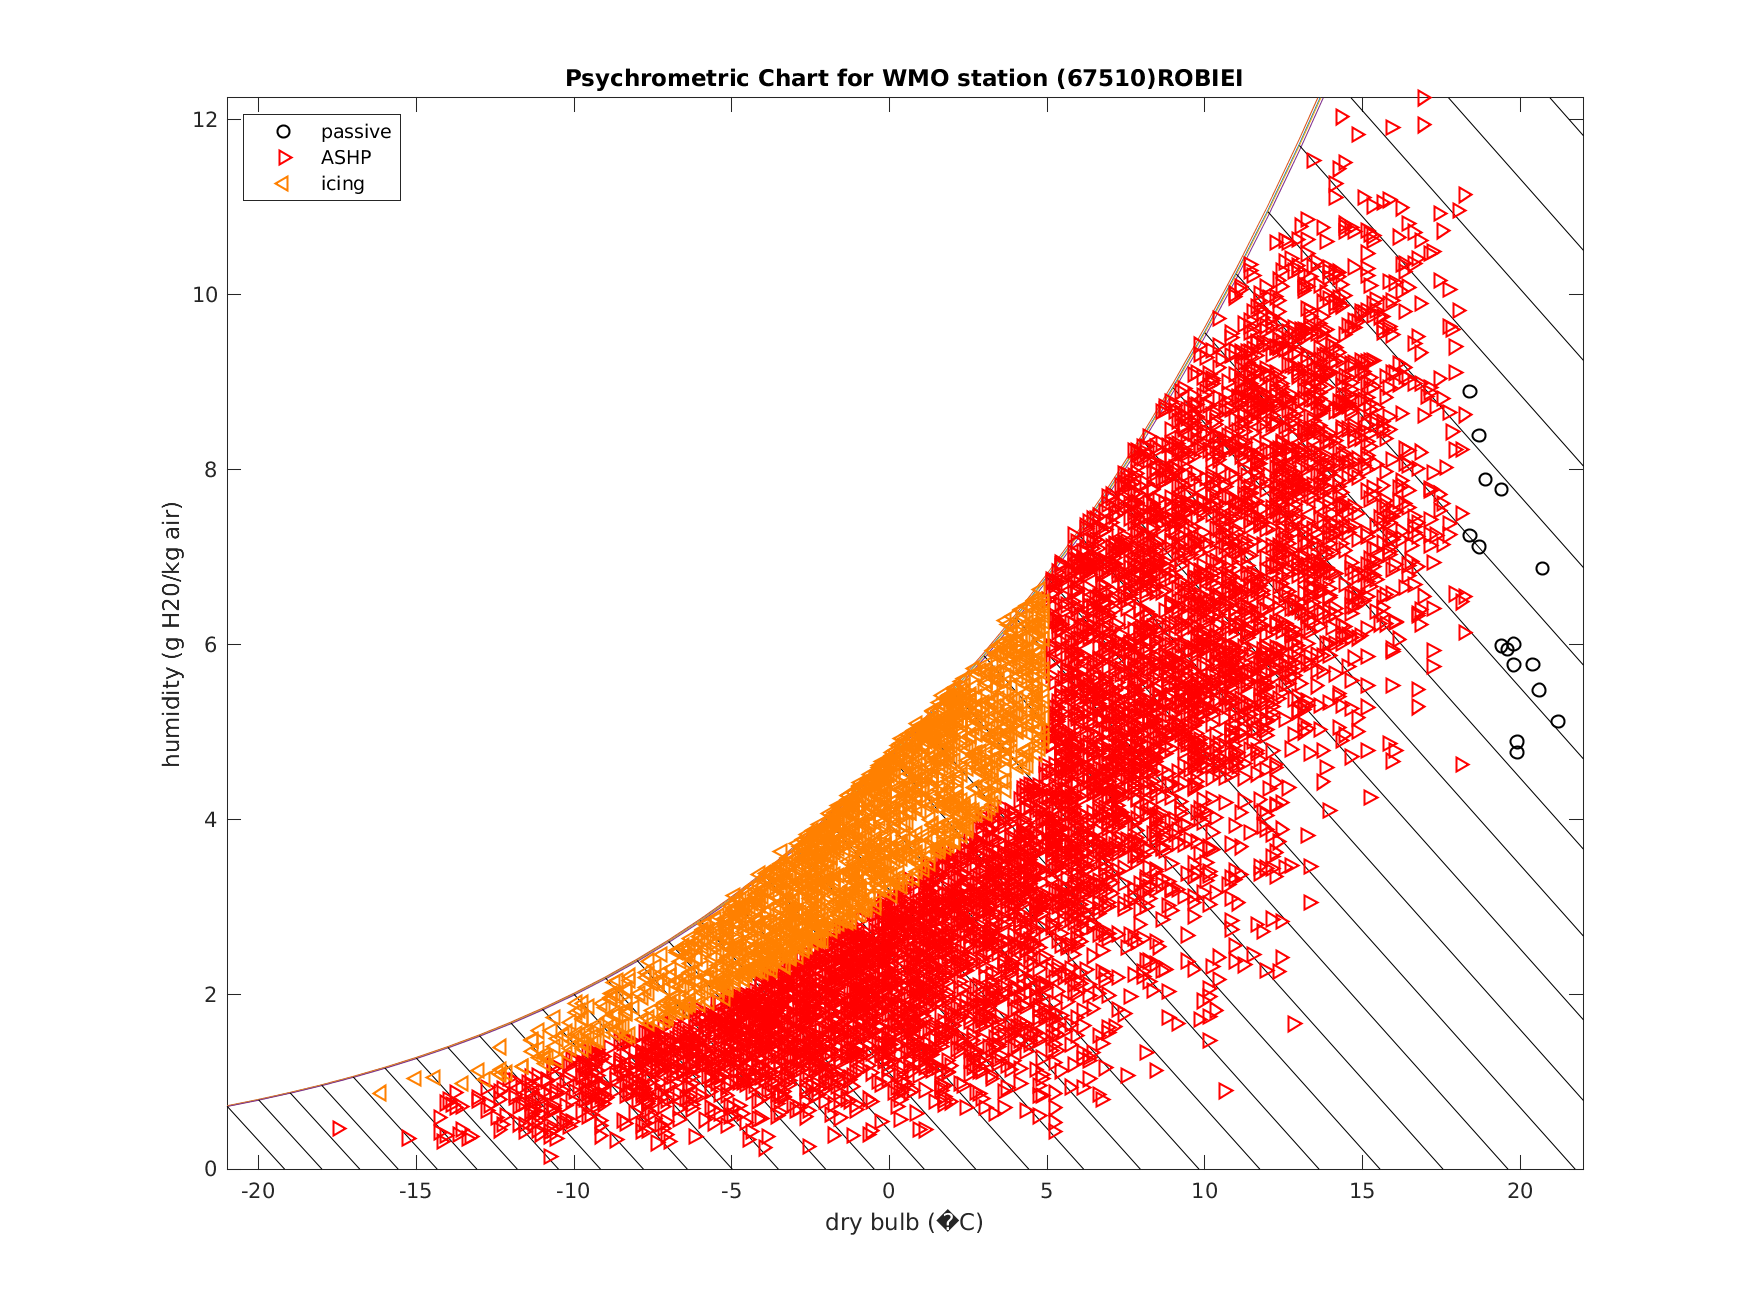 Psychrometric Chart for WMO station (67510)ROBIEI
passive
ASHP
icing
12
10
8
6
4
2
0
humidity (g H20/kg air)
-20 -15 -10 -5 0 5 10 15 20
dry bulb (�C)